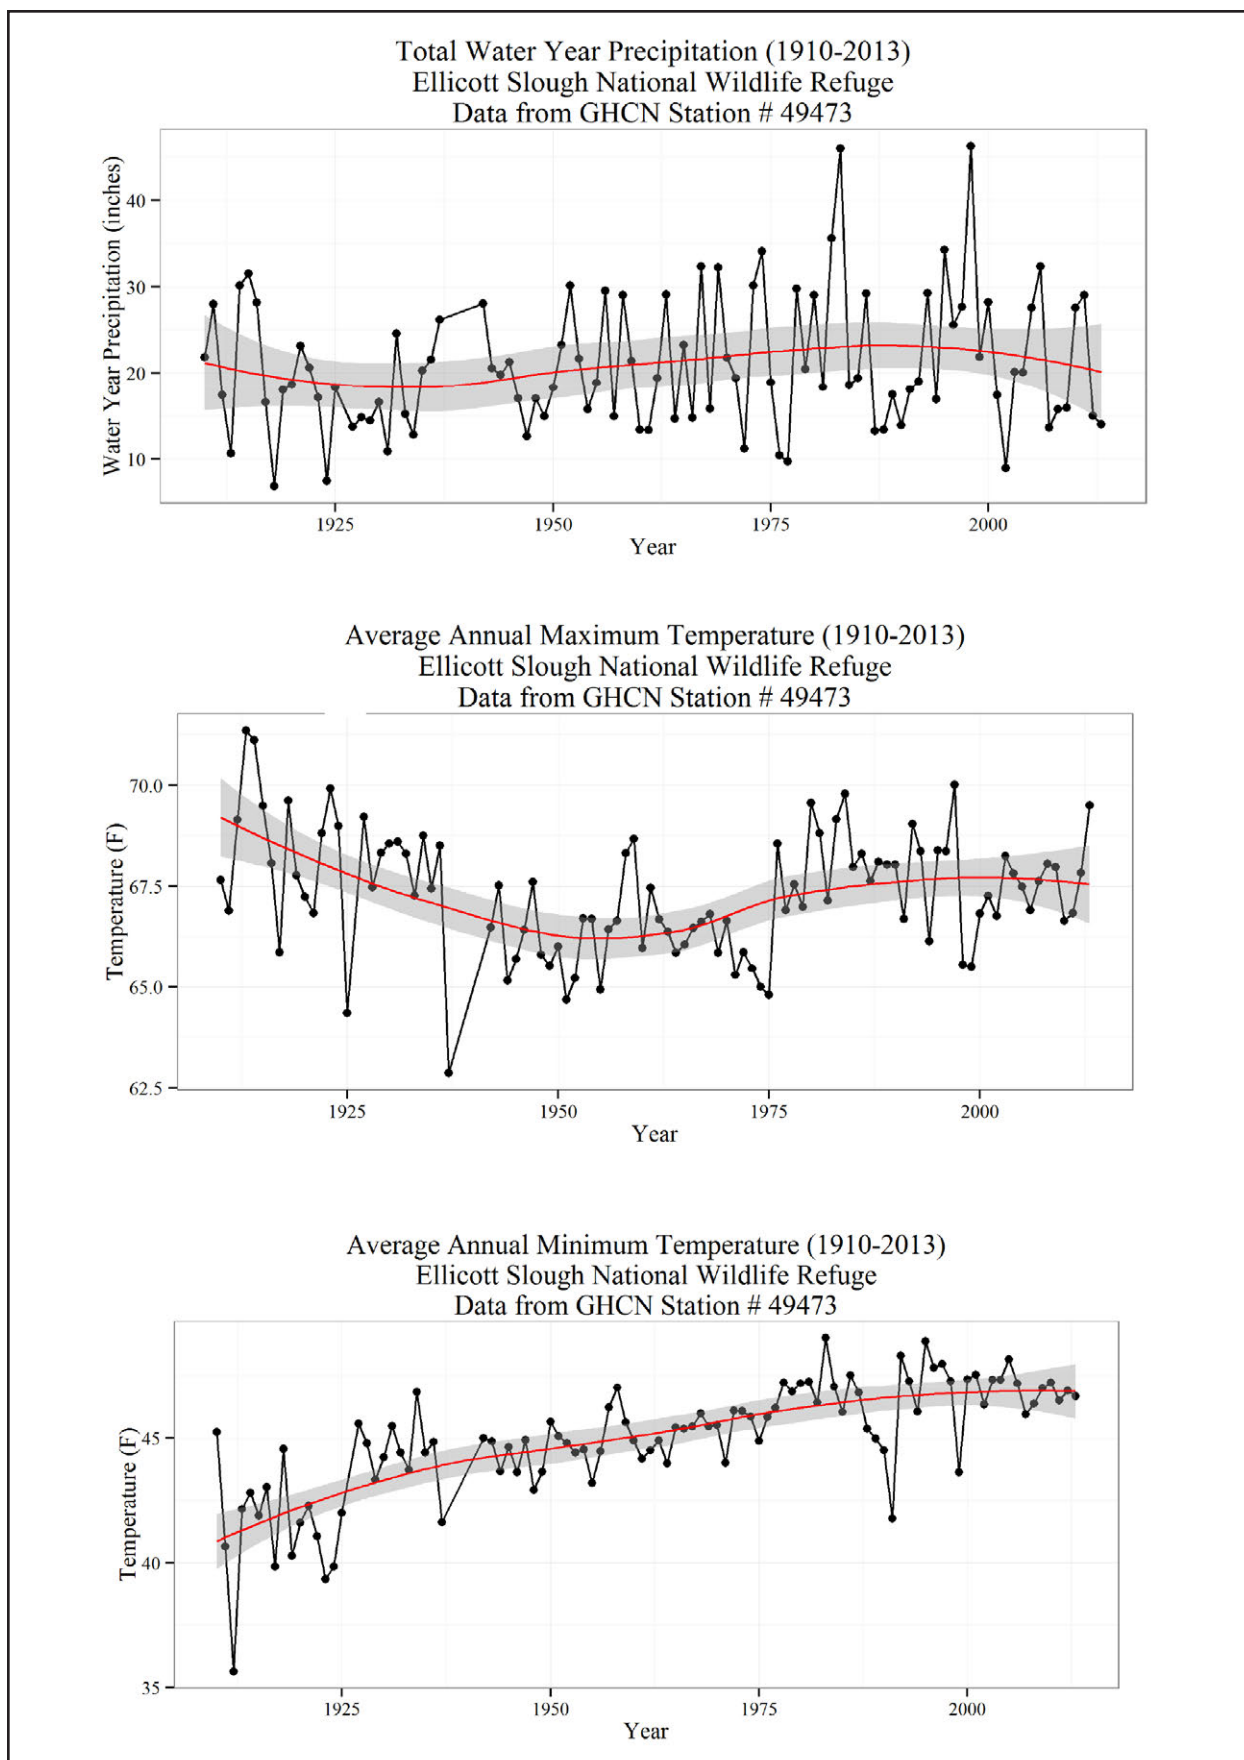 Total Water Year Precipitation (1910-2013)
Ellicott Slough National Wildlife Refuge
Data from GHCN Station # 49473
Water Year Precipitation (inches)
40
30
20
10
1925
1950
1975
2000
Year
Average Annual Maximum Temperature (1910-2013)
Ellicott Slough National Wildlife Refuge
Data from GHCN Station # 49473
Temperature (F)
70.0
67.5
65.0
62.5
1925
1950
1975
2000
Year
Average Annual Minimum Temperature (1910-2013)
Ellicott Slough National Wildlife Refuge
Data from GHCN Station # 49473
Temperature (F)
45
40
35
1925
1950
1975
2000
Year